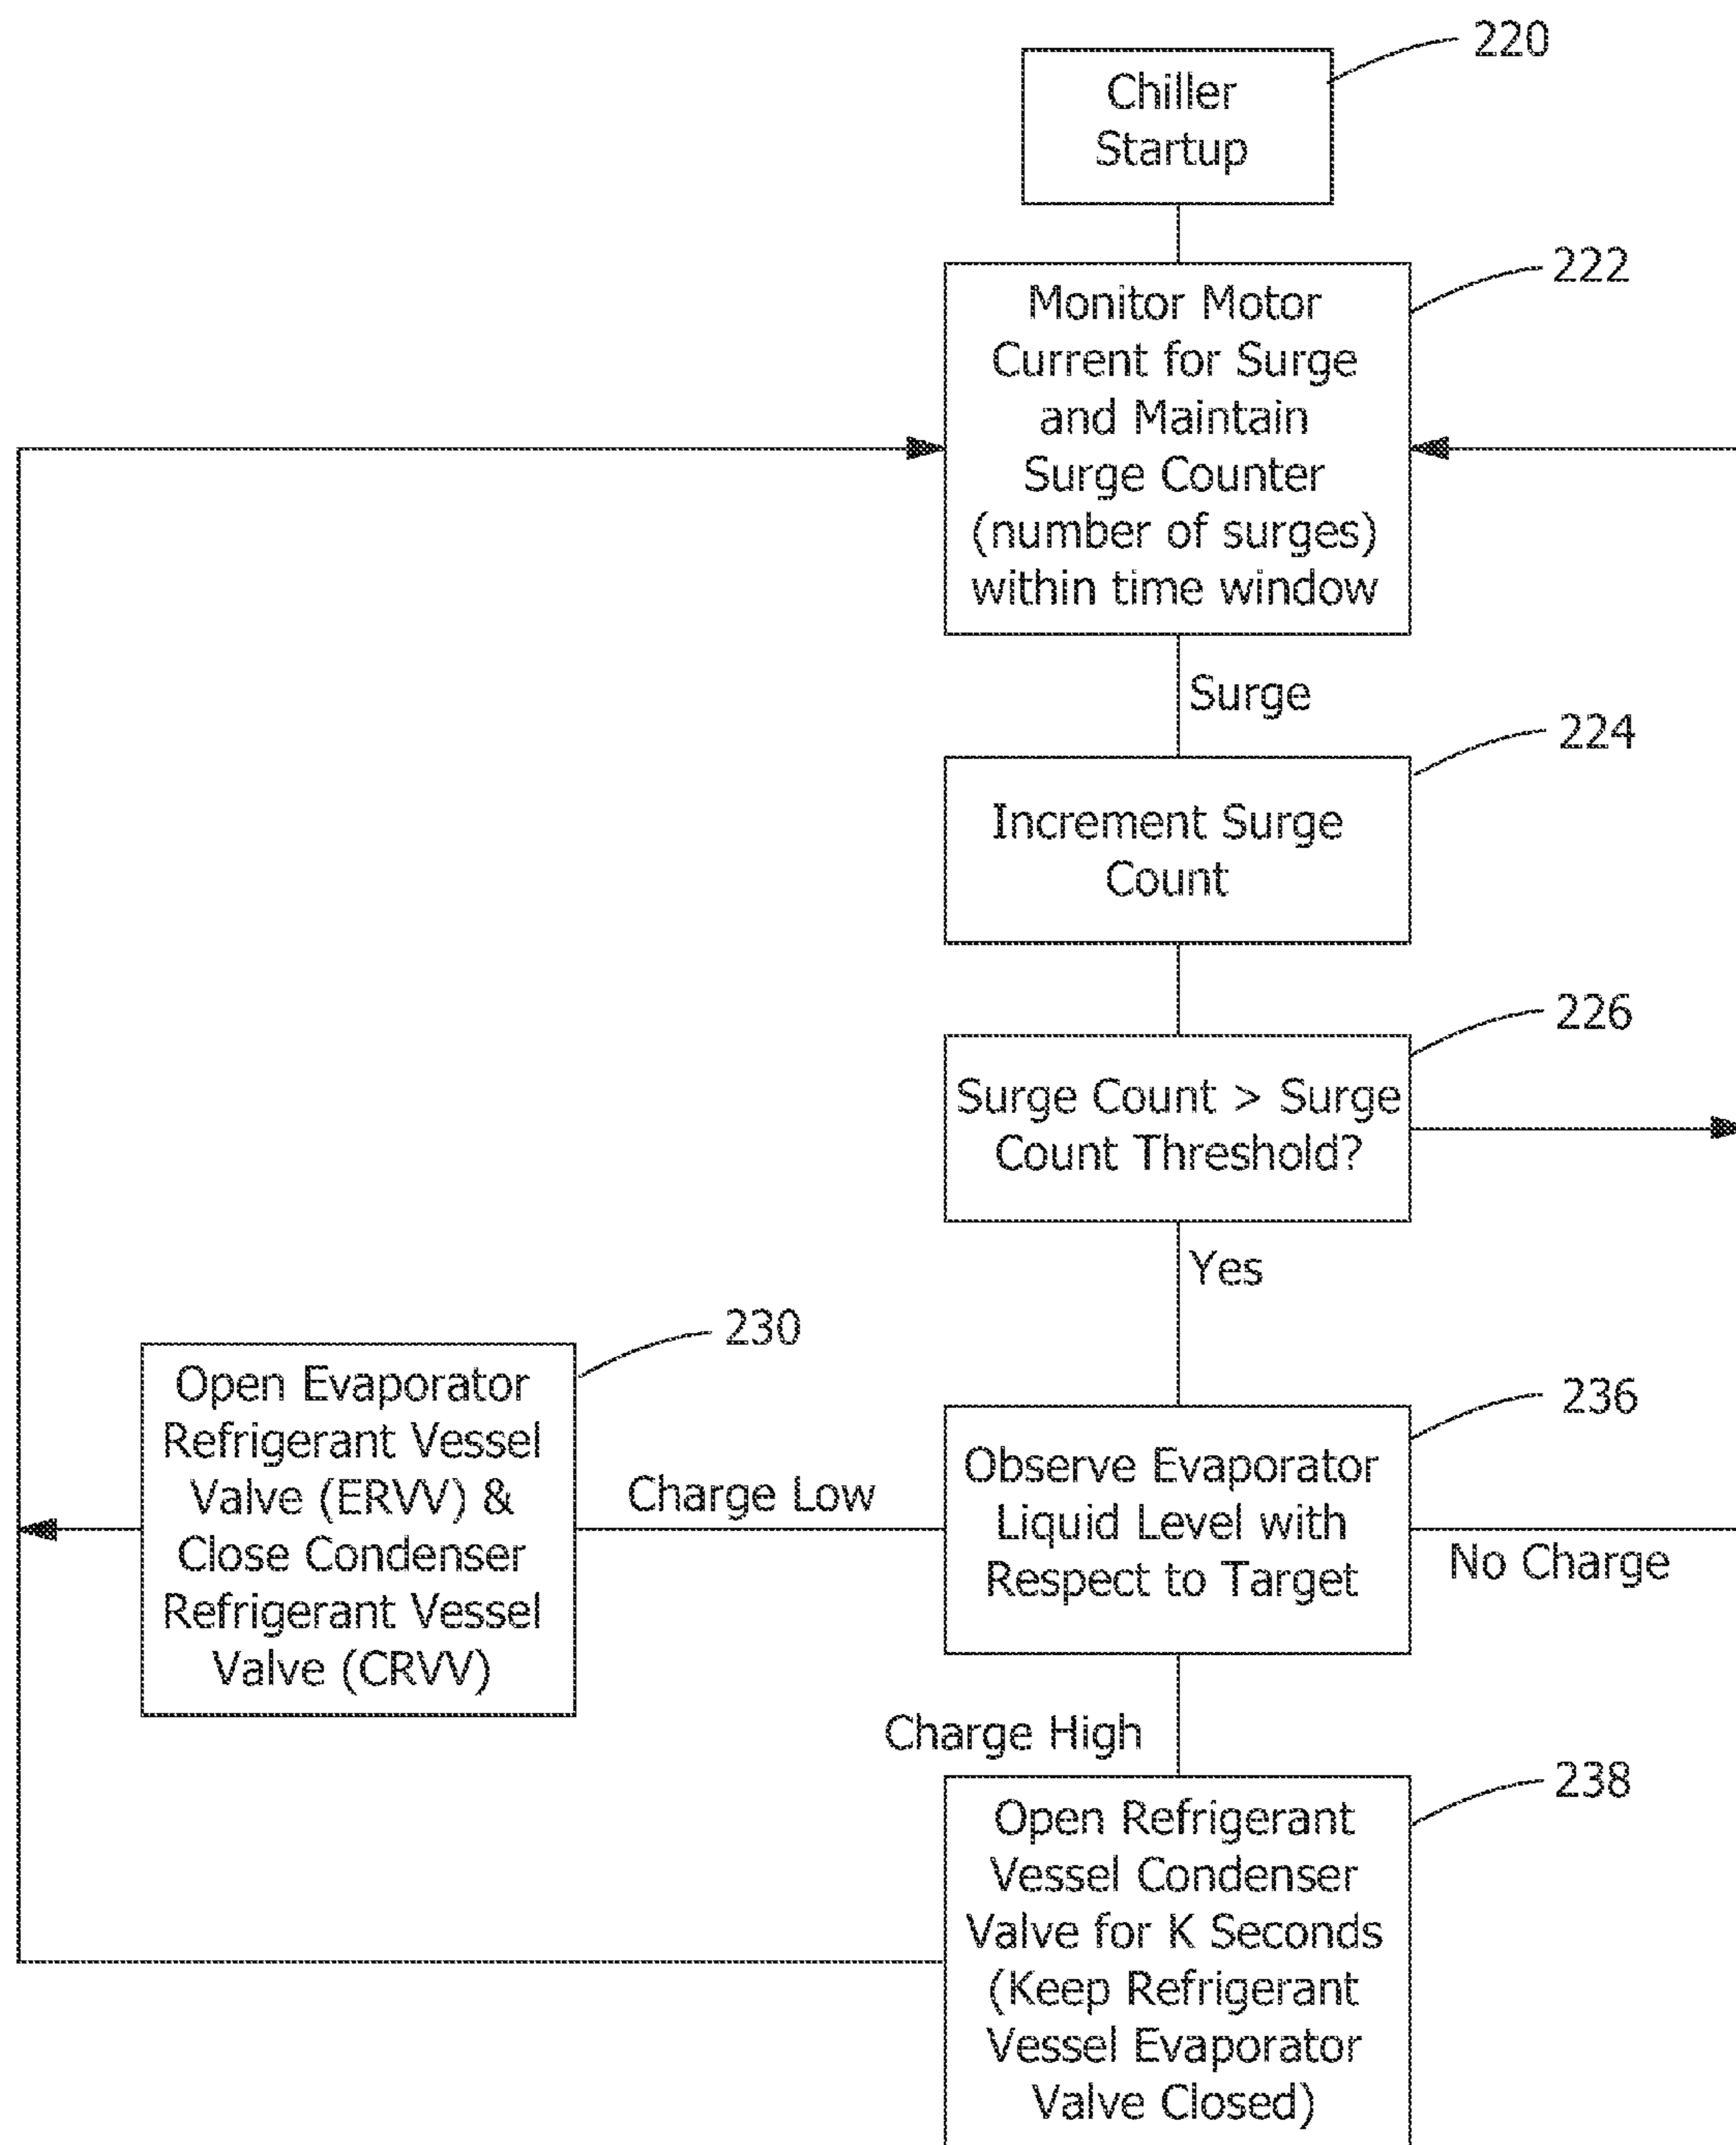 220
Chiller
Startup
222
Monitor Motor
Current for Surge
and Maintain
Surge Counter
(number of surges)
within time window
Surge
224
Increment Surge
Count
226
Surge Count > Surge
Count Threshold?
Yes
230
Open Evaporator
Refrigerant Vessel
Valve (ERVV) &
Close Condenser
Refrigerant Vessel
Valve (CRVV)
Charge Low
236
Observe Evaporator
Liquid Level with
Respect to Target
No Charge
Charge High
238
Open Refrigerant
Vessel Condenser
Valve for K Seconds
(Keep Refrigerant
Vessel Evaporator
Valve Closed)